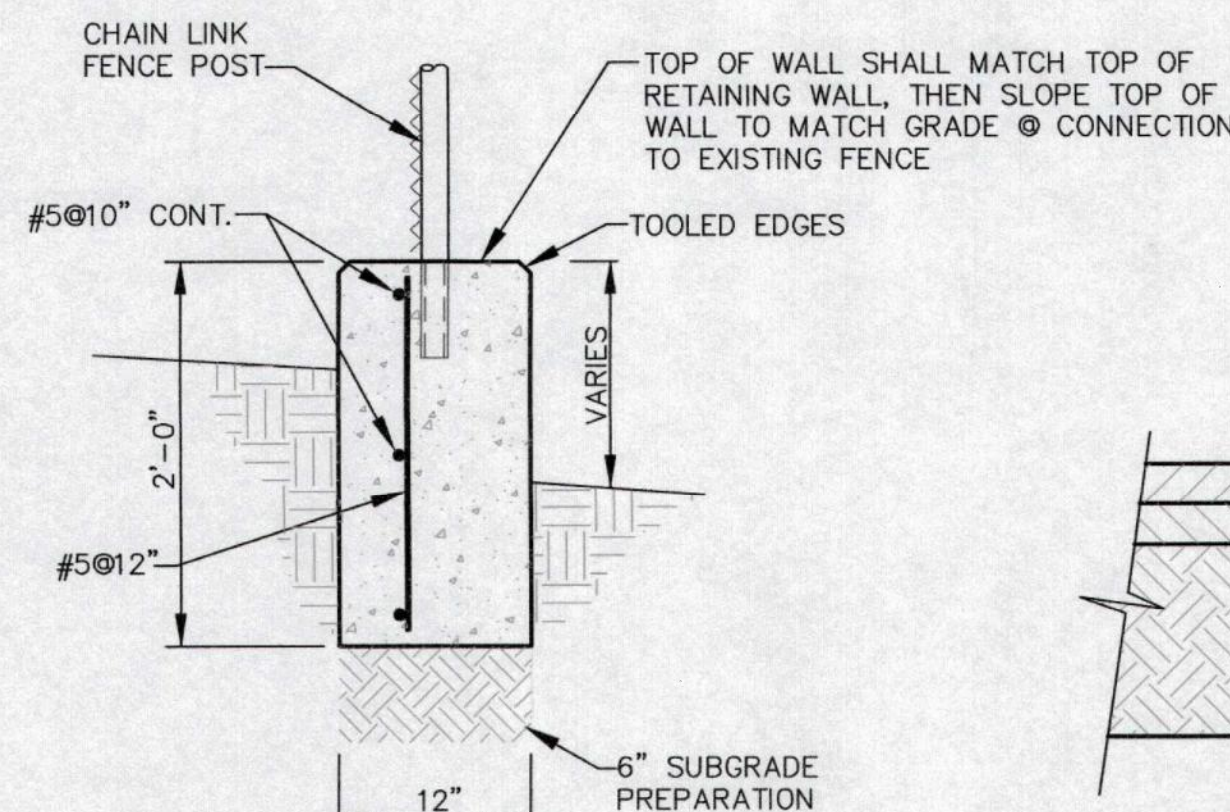 CHAIN LINK
FENCE POST
TOP OF WALL SHALL MATCH TOP OF
RETAINING WALL, THEN SLOPE TOP OF
WALL TO MATCH GRADE @ CONNECTION
TO EXISTING FENCE
#5@10" CONT.
TOOLED EDGES
VARIES
2'-0"
#5@12"
6" SUBGRADE
PREPARATION
12"